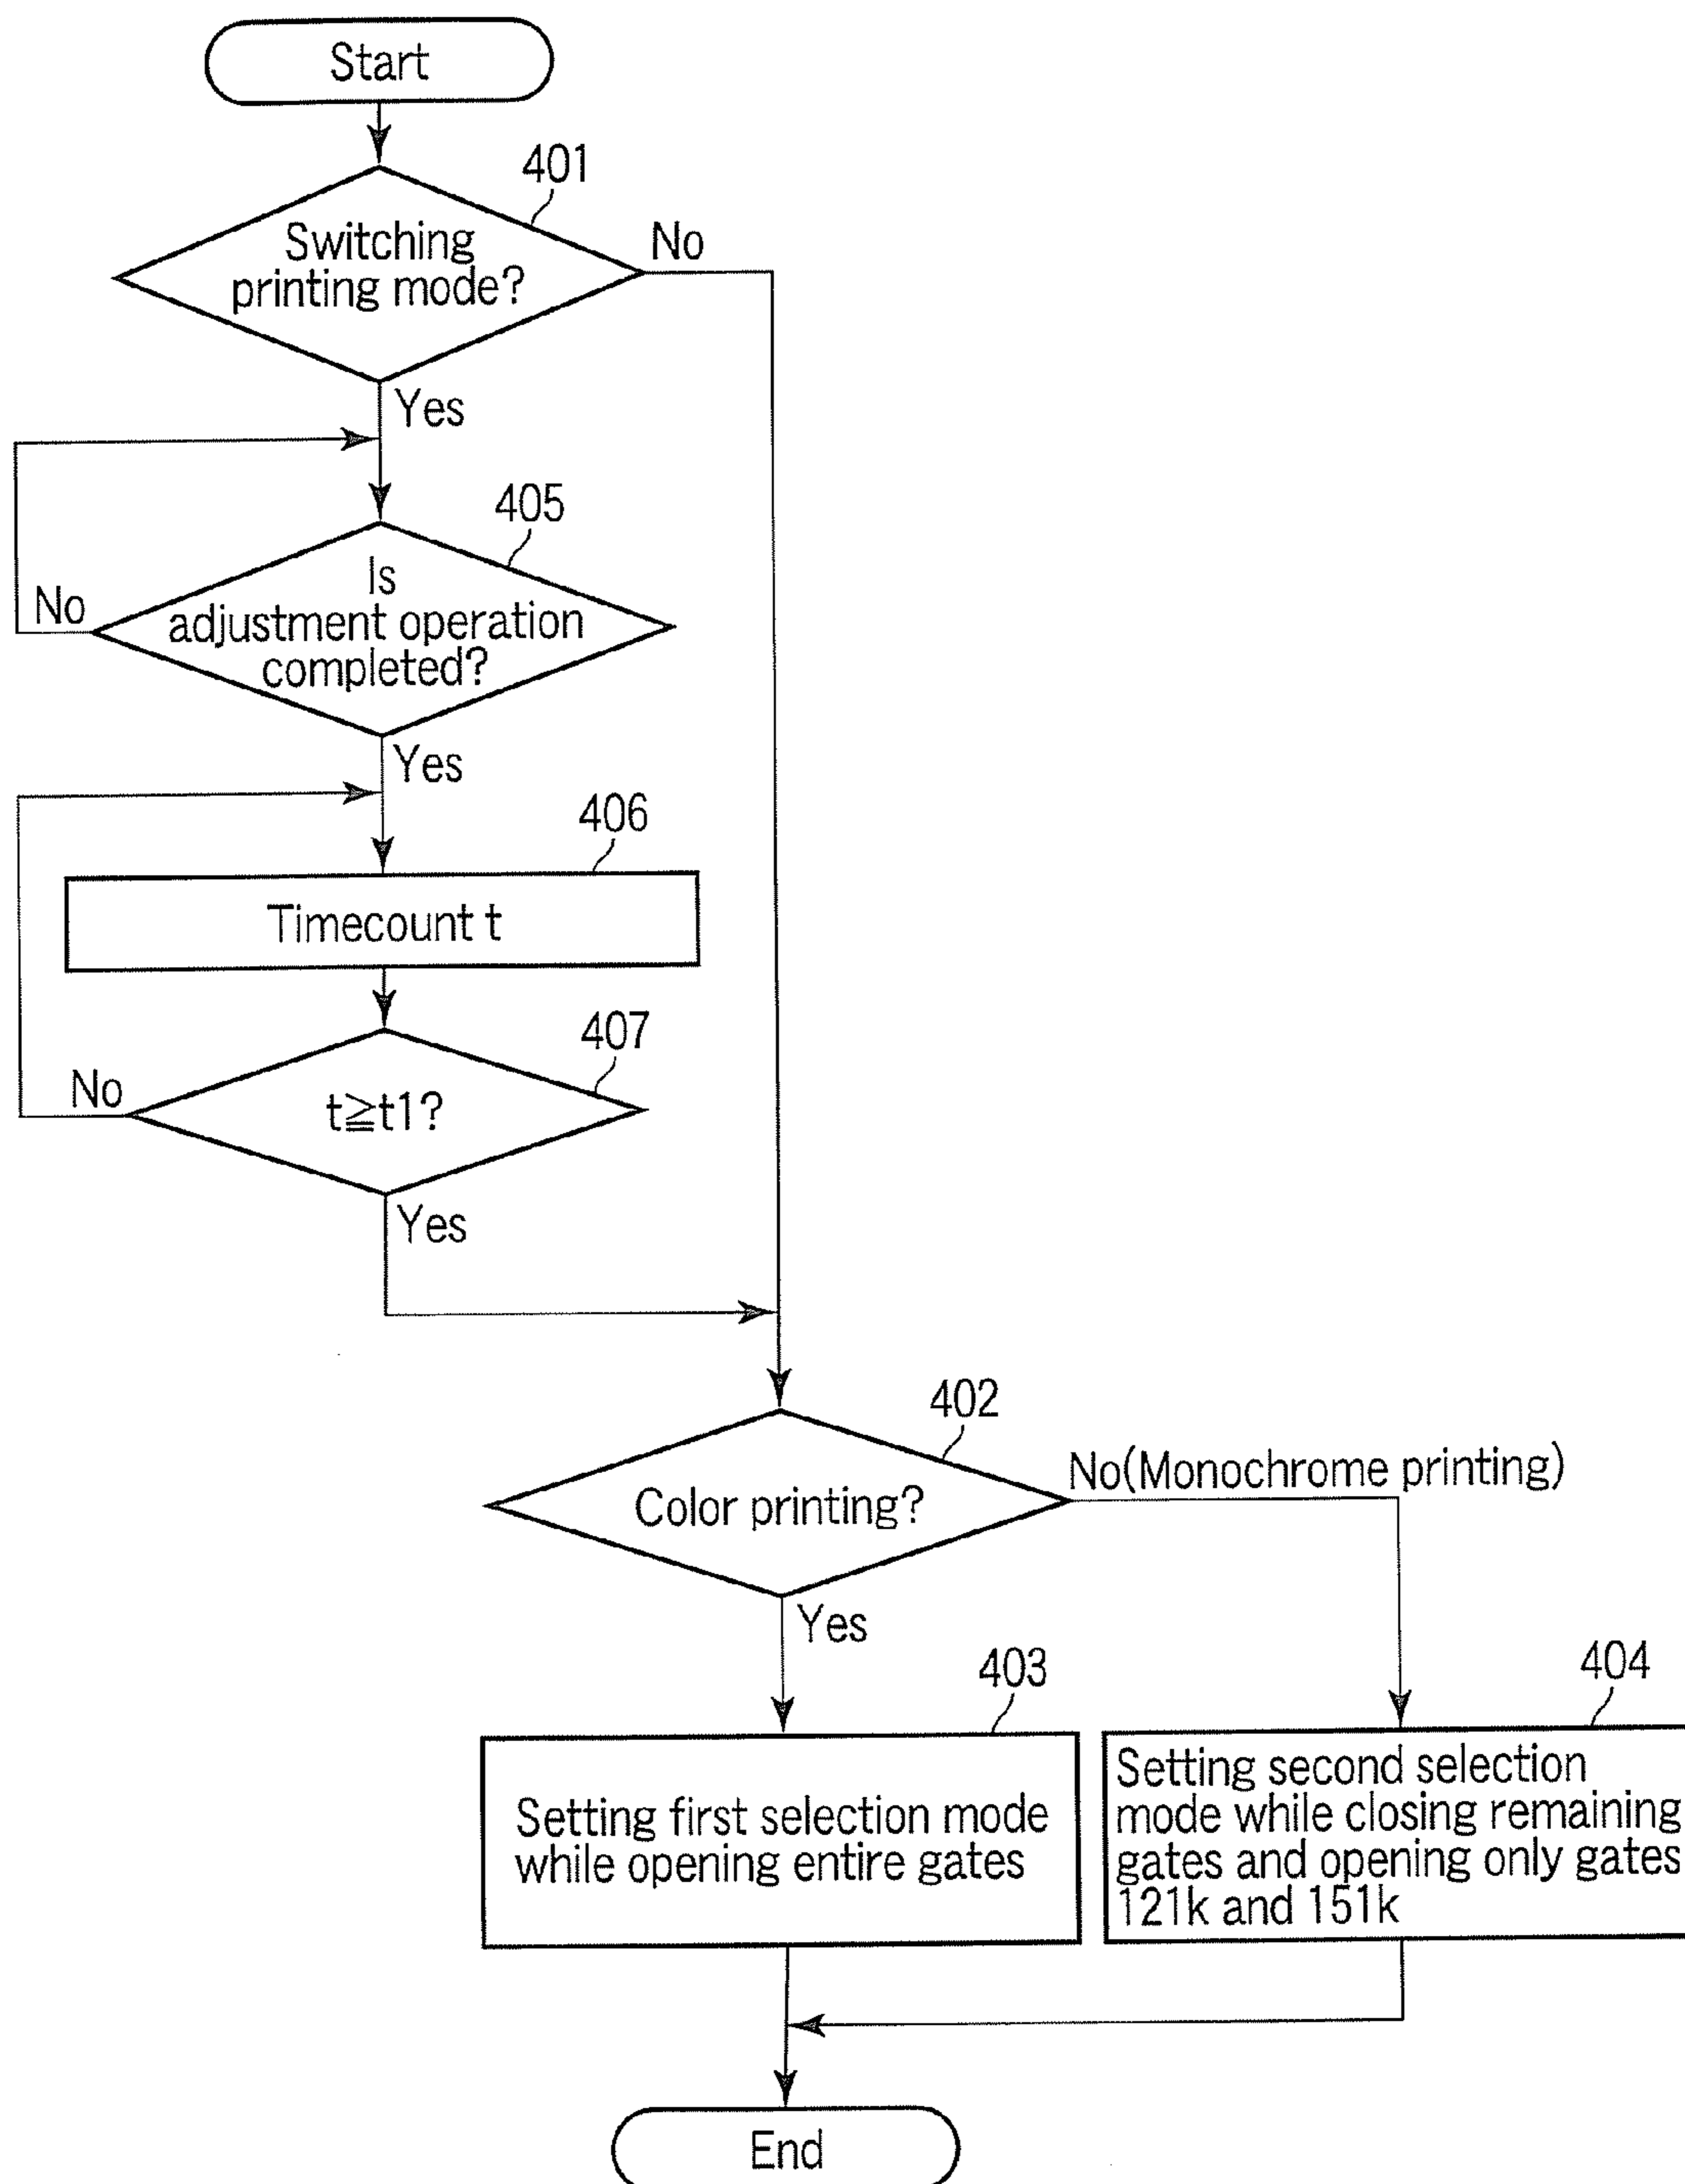 Start
401
Switching
printing mode?
No
Yes
405
Is
adjustment operation
completed?
No
Yes
406
Timecount t
407
t≧t1?
No
Yes
402
Color printing?
No(Monochrome printing)
Yes
403
Setting first selection mode
while opening entire gates
404
Setting second selection
mode while closing remaining
gates and opening only gates
121k and 151k
End